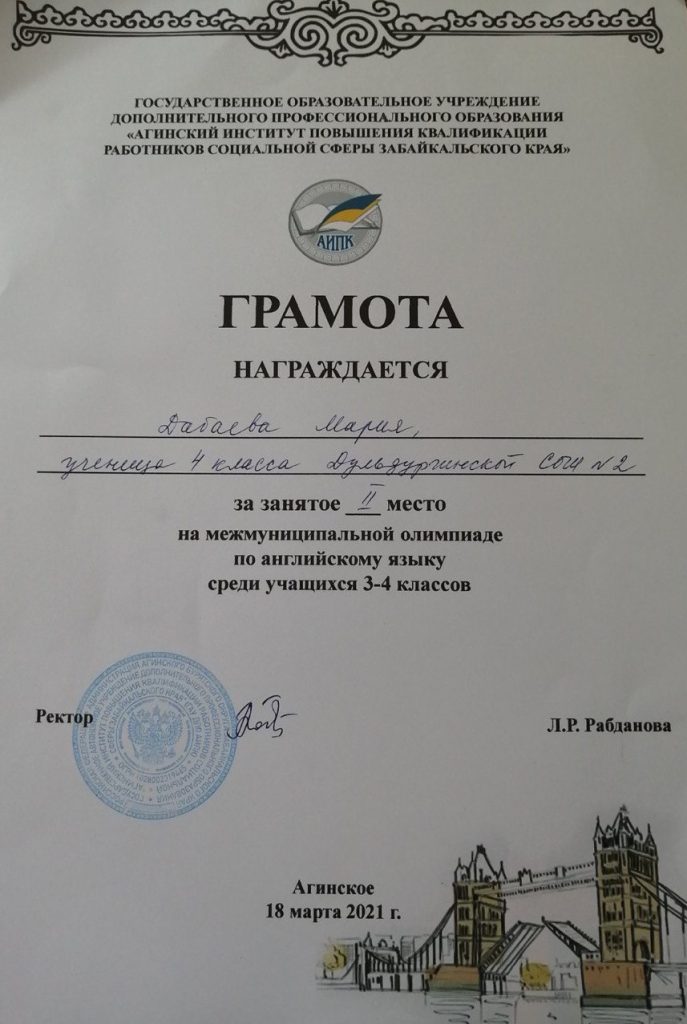 ГОСУДАРСТВЕННОЕ ОБРАЗОВАТЕЛЬНОЕ УЧРЕЖДЕНИЕ
ДОПОЛНИТЕЛЬНОГО ПРОФЕССИОНАЛЬНОГО ОБРАЗОВАНИЯ
«АГИНСКИЙ ИНСТИТУТ ПОВЫШЕНИЯ КВАЛИФИКАЦИИ
РАБОТНИКОВ СОЦИАЛЬНОЙ СФЕРЫ ЗАБАЙКАЛЬСКОГО КРАЯ»
АИПК
ГРАМОТА
НАГРАЖДАЕТСЯ
Дабаева Мария,
ученица 4 класса Дульдургинской СОШ №2
за занятое II место
на межмуниципальной олимпиаде
по английскому языку
среди учащихся 3-4 классов
Ректор
Л.Р. Рабданова
Агинское
18 марта 2021 г.